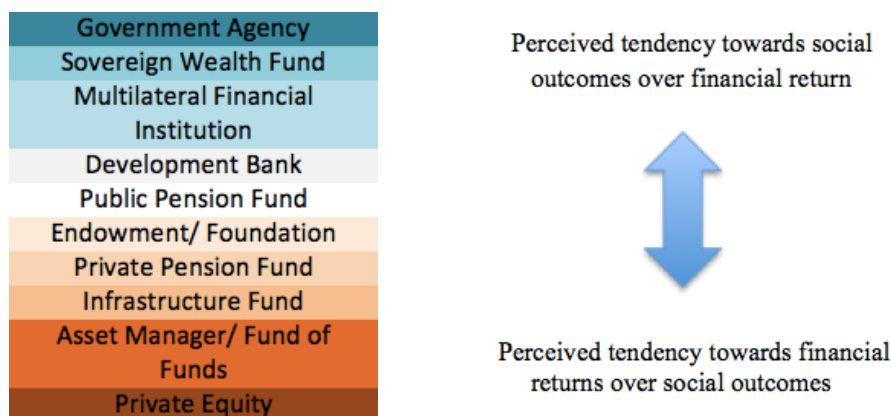 Government Agency
Sovereign Wealth Fund
Multilateral Financial
Institution
Development Bank
Public Pension Fund
Endowment/ Foundation
Private Pension Fund
Infrastructure Fund
Asset Manager/ Fund of
Funds
Private Equity
Perceived tendency towards social
outcomes over financial return
Perceived tendency towards financial
returns over social outcomes